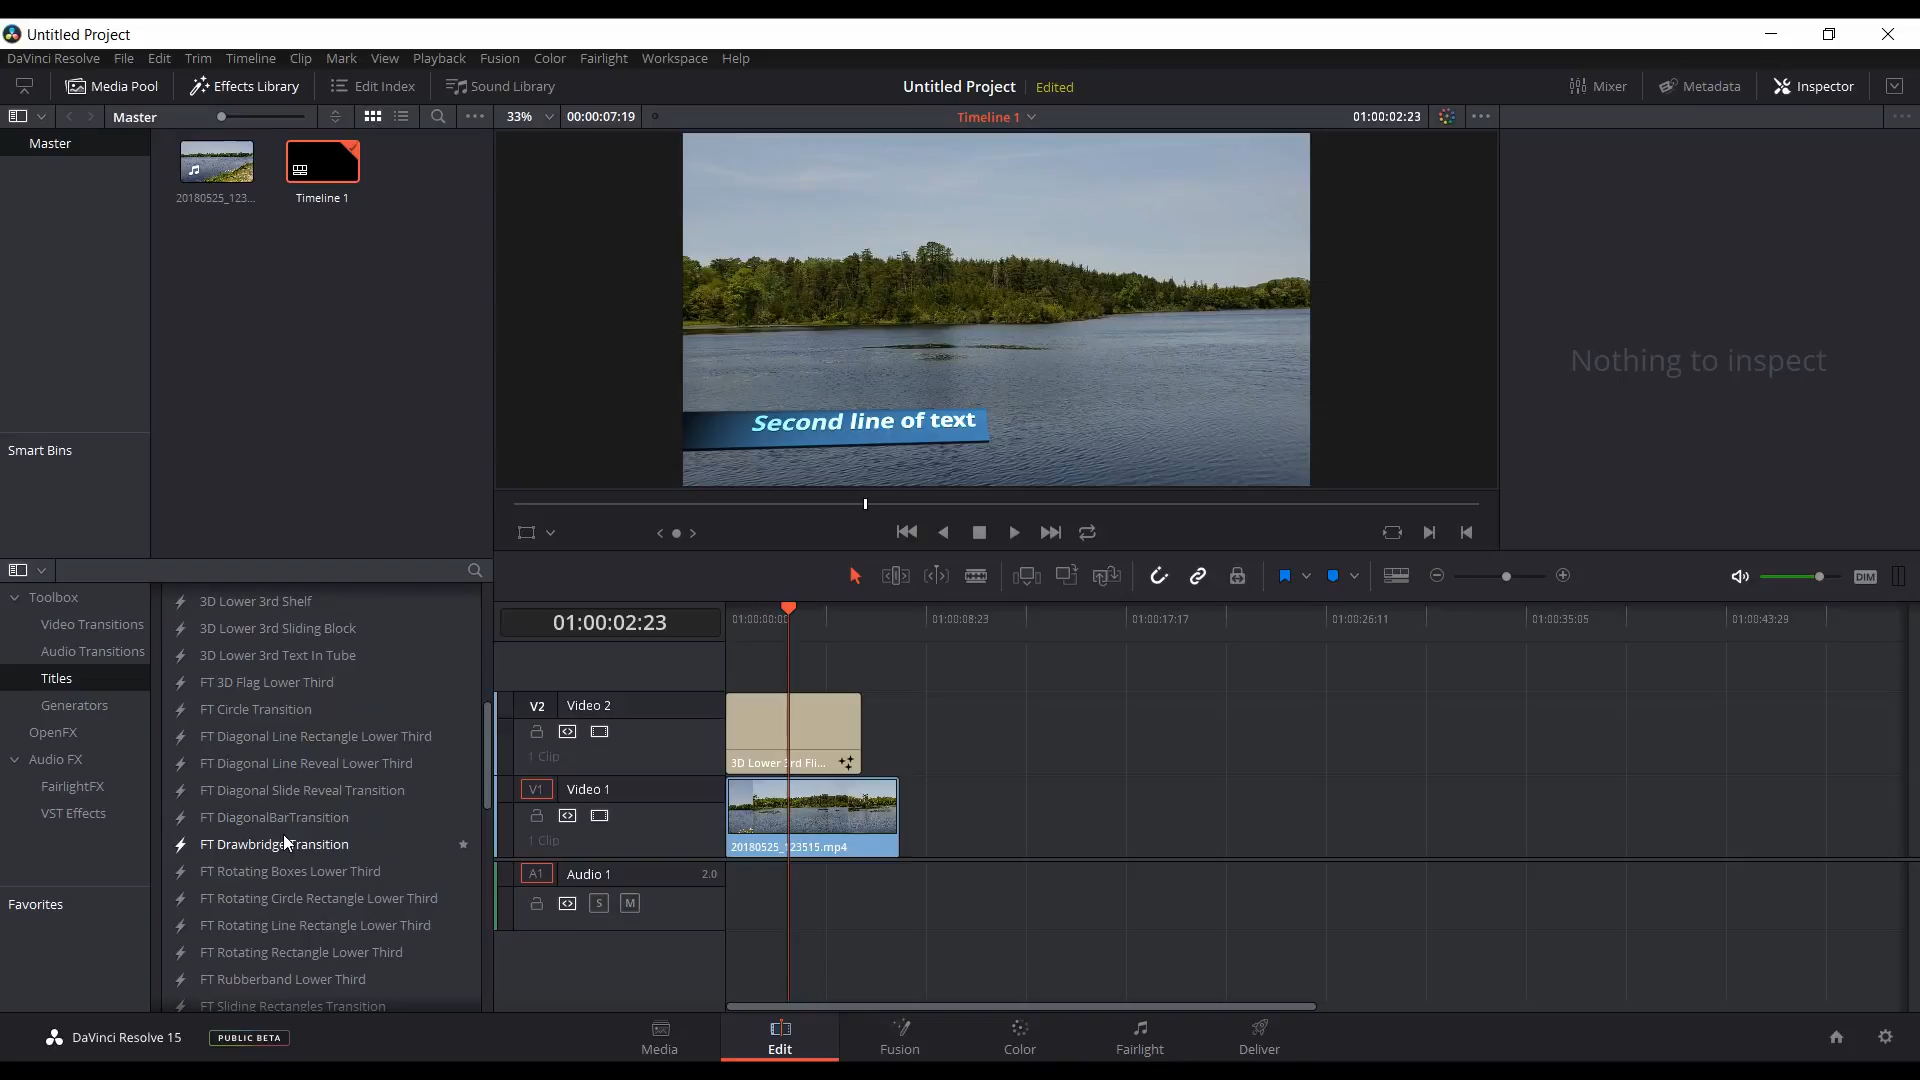 Untitled Project
DaVinci Resolve File Edit Trim Timeline Clip Mark View Playback Fusion Color Fairlight Workspace Help
Media Pool Effects Library Edit Index Sound Library Untitled Project Edited Mixer Metadata Inspector
Master 33% 00:00:07:19 Timeline 1 01:00:02:23
Master
20180525_123... Timeline 1
Nothing to inspect
Second line of text
Smart Bins
Toolbox
Video Transitions
Audio Transitions
Titles
Generators
OpenFX
Audio FX
FairlightFX
VST Effects
Favorites
3D Lower 3rd Shelf
3D Lower 3rd Sliding Block
3D Lower 3rd Text In Tube
FT 3D Flag Lower Third
FT Circle Transition
FT Diagonal Line Rectangle Lower Third
FT Diagonal Line Reveal Lower Third
FT Diagonal Slide Reveal Transition
FT DiagonalBarTransition
FT Drawbridge Transition
FT Rotating Boxes Lower Third
FT Rotating Circle Rectangle Lower Third
FT Rotating Line Rectangle Lower Third
FT Rotating Rectangle Lower Third
FT Rubberband Lower Third
FT Sliding Rectangles Transition
DIM
01:00:02:23 01:00:00:00 01:00:08:23 01:00:17:17 01:00:26:11 01:00:35:05 01:00:43:29
V2 Video 2
1 Clip
3D Lower 3rd Fli...
V1 Video 1
1 Clip
20180525_123515.mp4
A1 Audio 1 2.0
S M
DaVinci Resolve 15 PUBLIC BETA
Media Edit Fusion Color Fairlight Deliver